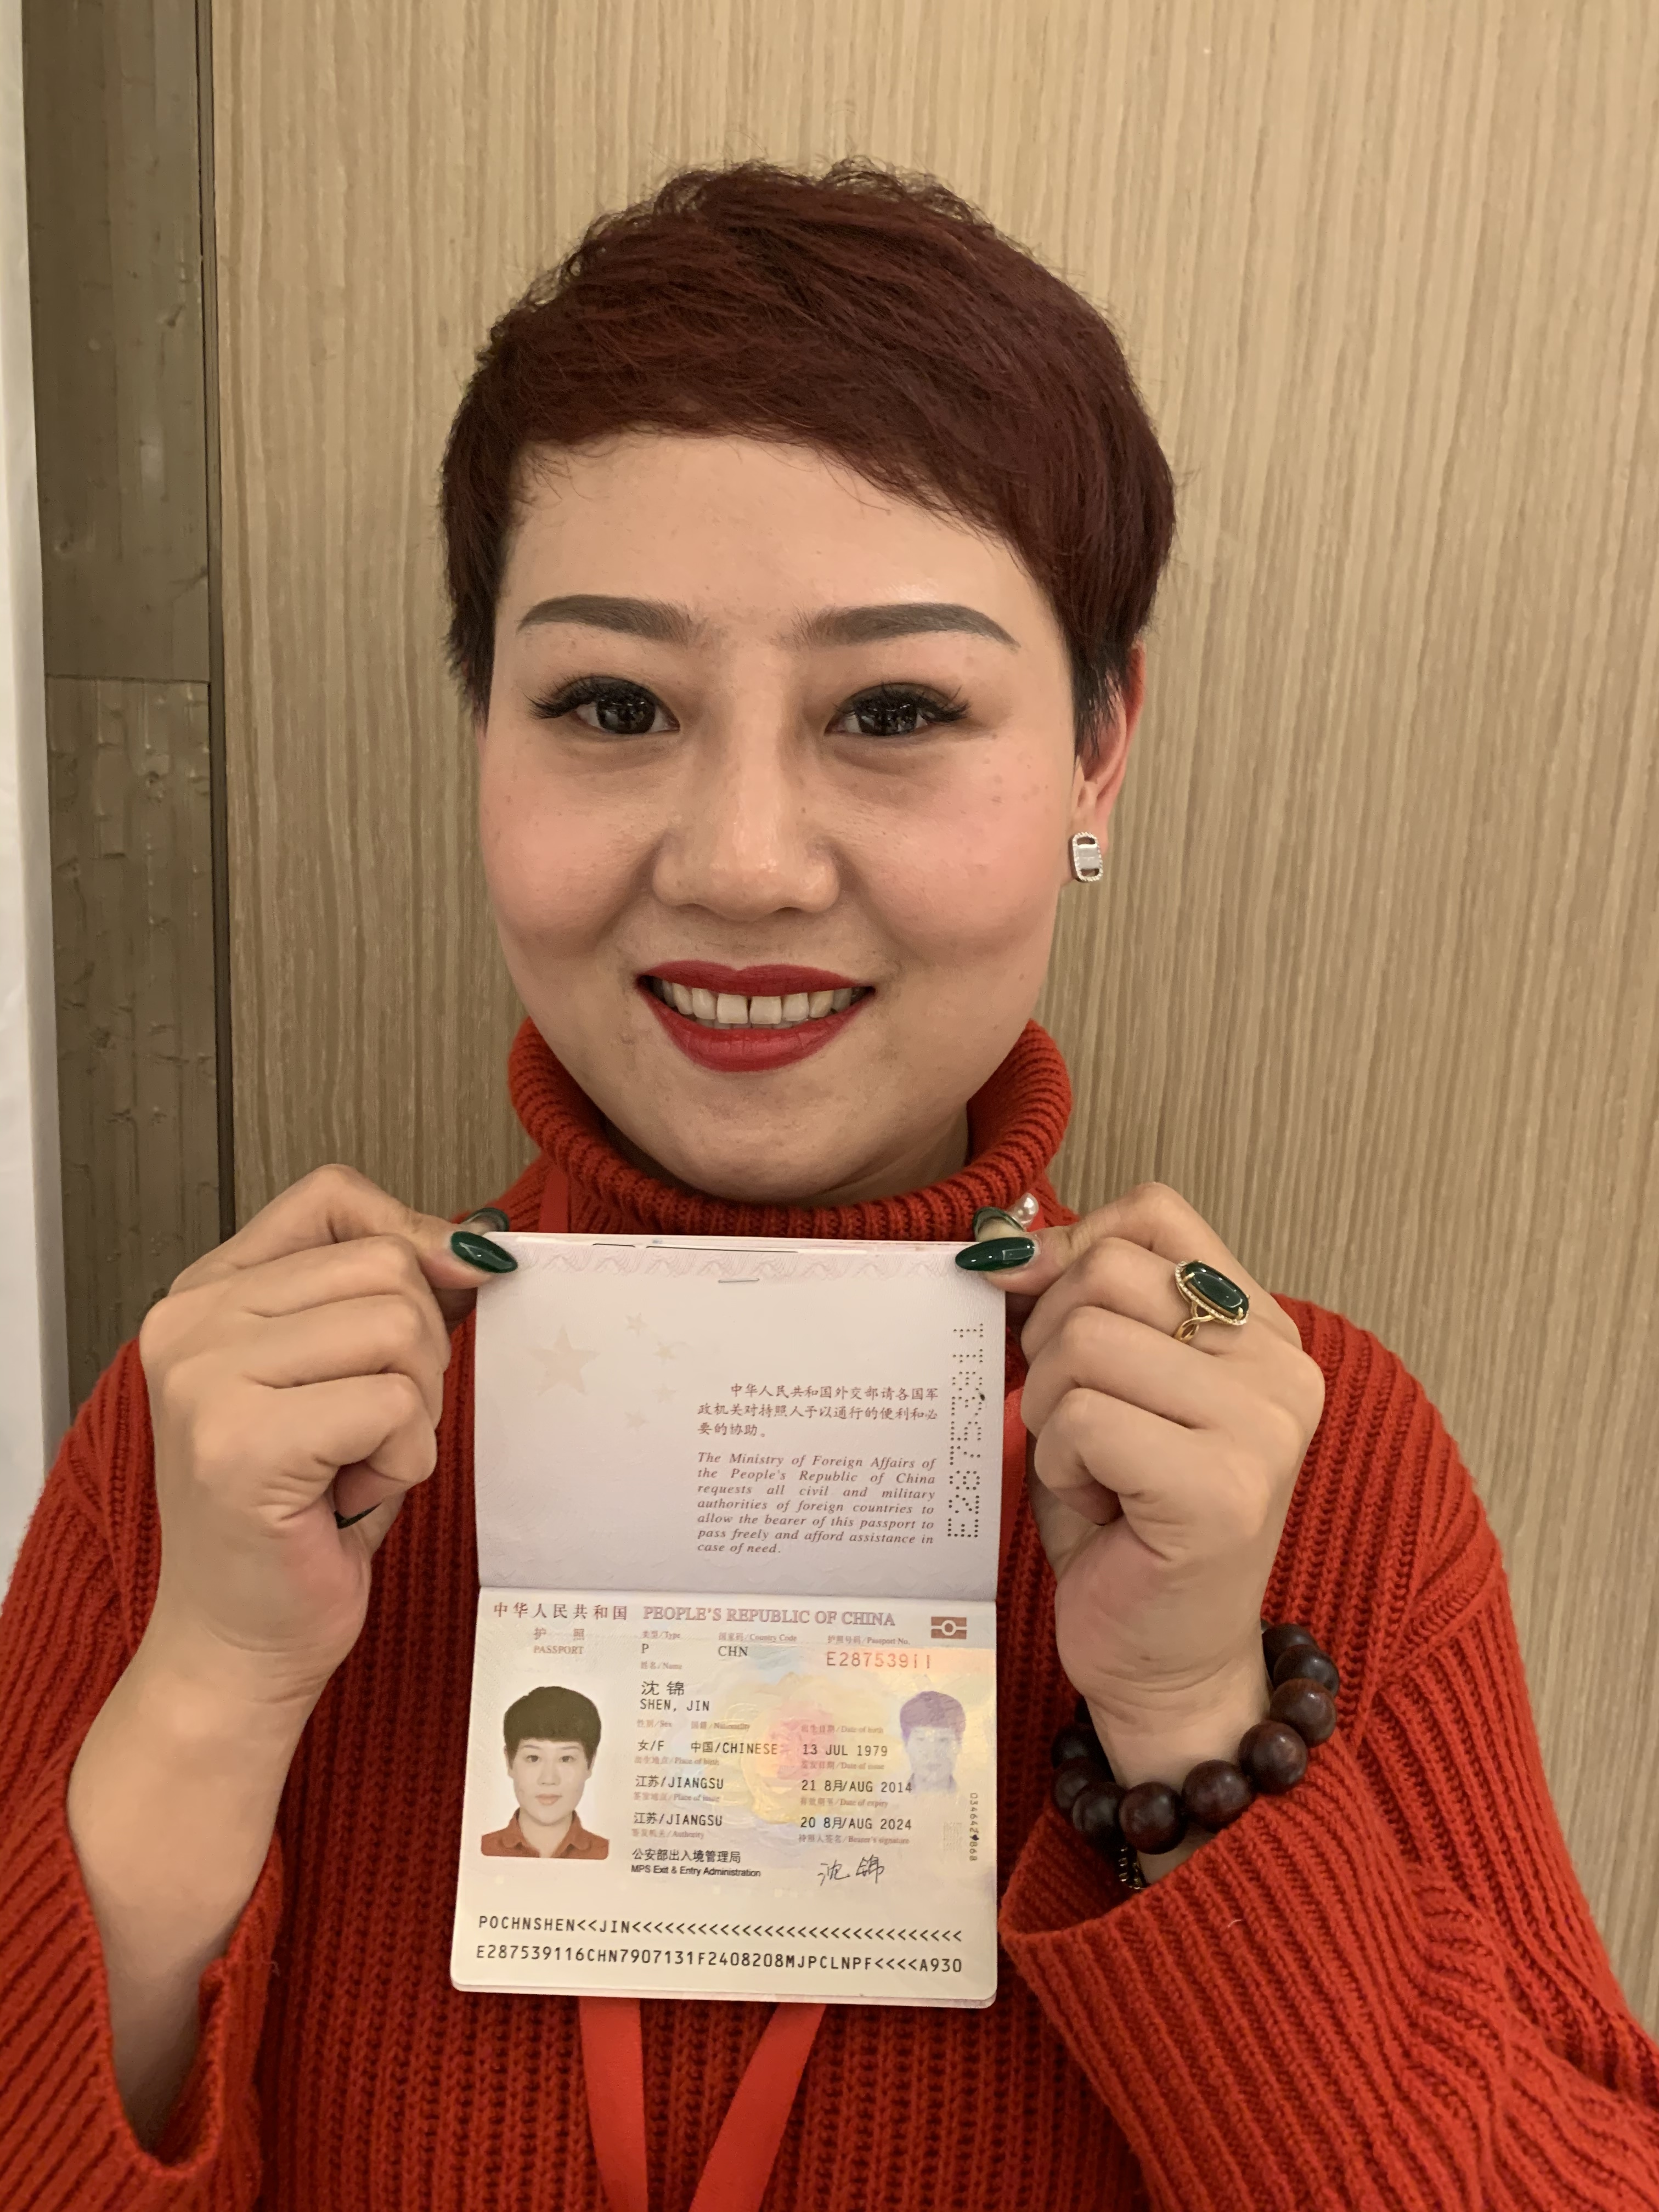 中华人民共和国外交部请各国军
政机关对持照人予以通行的便利和必
要的协助。
The Ministry of Foreign Affairs of
the People's Republic of China
requests all civil and military
authorities of foreign countries to
allow the bearer of this passport to
pass freely and afford assistance in
case of need.
E28753911
中华人民共和国 PEOPLE'S REPUBLIC OF CHINA
护 照
PASSPORT
类型/Type 国家码/Country Code 护照号码/Passport No.
P CHN E28753911
姓名/Name
沈锦
SHEN, JIN
性别/Sex 国籍/Nationality 出生日期/Date of birth
女/F 中国/CHINESE 13 JUL 1979
出生地点/Place of birth 签发日期/Date of issue
江苏/JIANGSU 21 8月/AUG 2014
签发地点/Place of issue 有效期至/Date of expiry
江苏/JIANGSU 20 8月/AUG 2024
签发机关/Authority 持照人签名/Bearer's signature
公安部出入境管理局
MPS Exit & Entry Administration
沈锦
POCHNSHEN<<JIN<<<<<<<<<<<<<<<<<<<<<<<<<<<<<<
E287539116CHN7907131F2408208MJPCLNPF<<<<A930